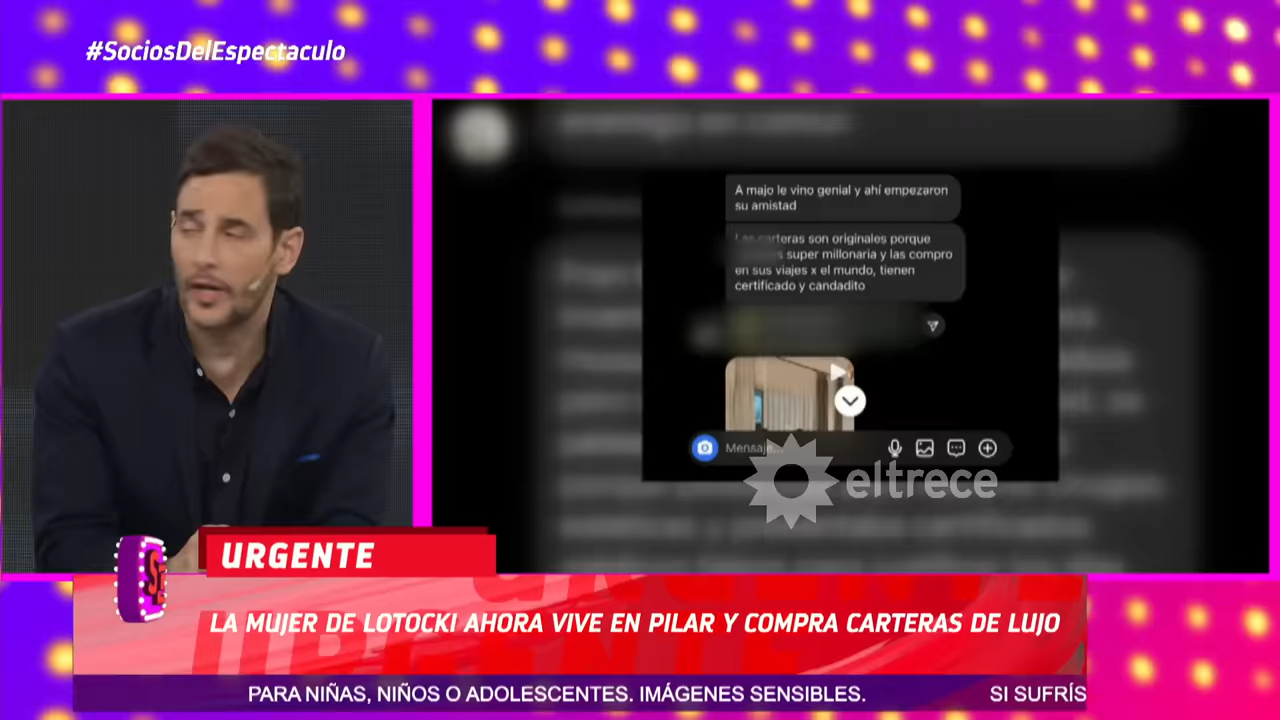 #SociosDelEspectaculo
A majo le vino genial y ahí empezaron
su amistad
Las carteras son originales porque
super millonaria y las compro
en sus viajes x el mundo, tienen
certificado y candadito
Mensaje...
eltrece
URGENTE
LA MUJER DE LOTOCKI AHORA VIVE EN PILAR Y COMPRA CARTERAS DE LUJO
PARA NIÑAS, NIÑOS O ADOLESCENTES. IMÁGENES SENSIBLES. SI SUFRÍS